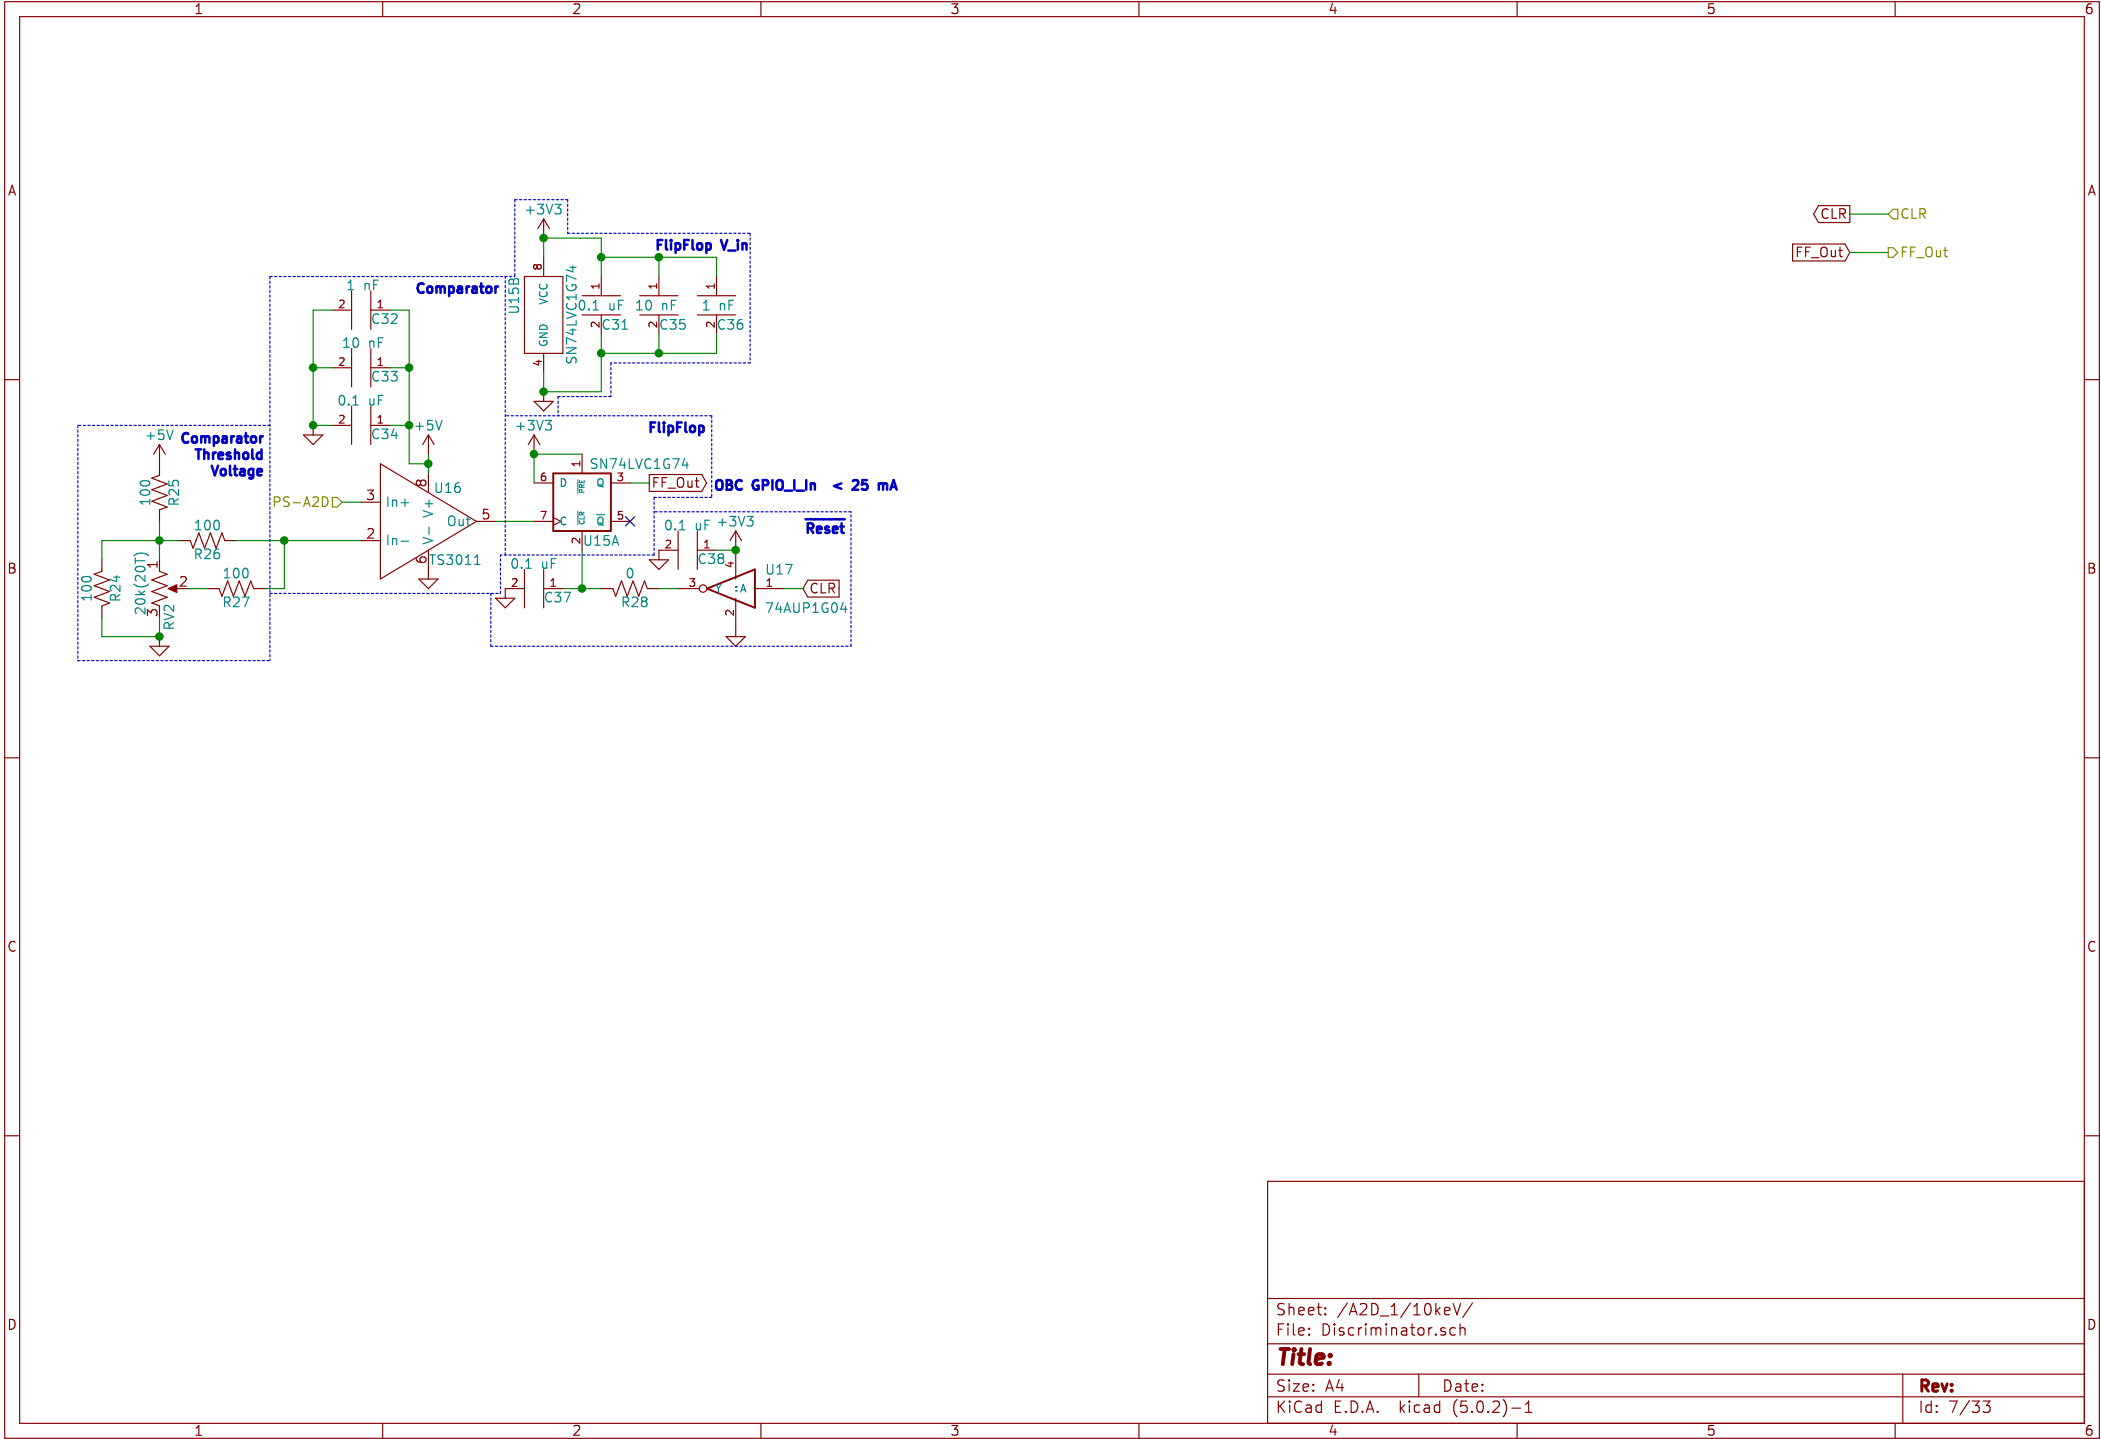 1 2 3 4 5 6
A A
B B
C C
D D
1 2 3 4 5 6
+3V3
FlipFlop V_in
8
VCC
GND
4
U15B
SN74LVC1G74
1
0.1 uF
2
C31
1
10 nF
2
C35
1
1 nF
2
C36
Comparator
1 nF
2 1
C32
10 nF
2 1
C33
0.1 uF
2 1
C34
+5V
Comparator
Threshold
Voltage
+5V
100
R25
100
R26
100
R24
20k(20T)
1
2
3
RV2
100
R27
PS-A2D
3 In+
2 In-
8
V+
V-
6
U16
Out 5
TS3011
FlipFlop
+3V3
SN74LVC1G74
1
6 D PRE Q 3
FF_Out
7 C CLR Q 5
2
U15A
OBC GPIO_I_in < 25 mA
Reset
0.1 uF
2 1
C38
+3V3
4
U17
3 Y A 1
2
74AUP1G04
CLR
0.1 uF
2 1
C37
0
R28
CLR CLR
FF_Out FF_Out
Sheet: /A2D_1/10keV/
File: Discriminator.sch
Title:
Size: A4 Date: Rev:
KiCad E.D.A. kicad (5.0.2)-1 Id: 7/33